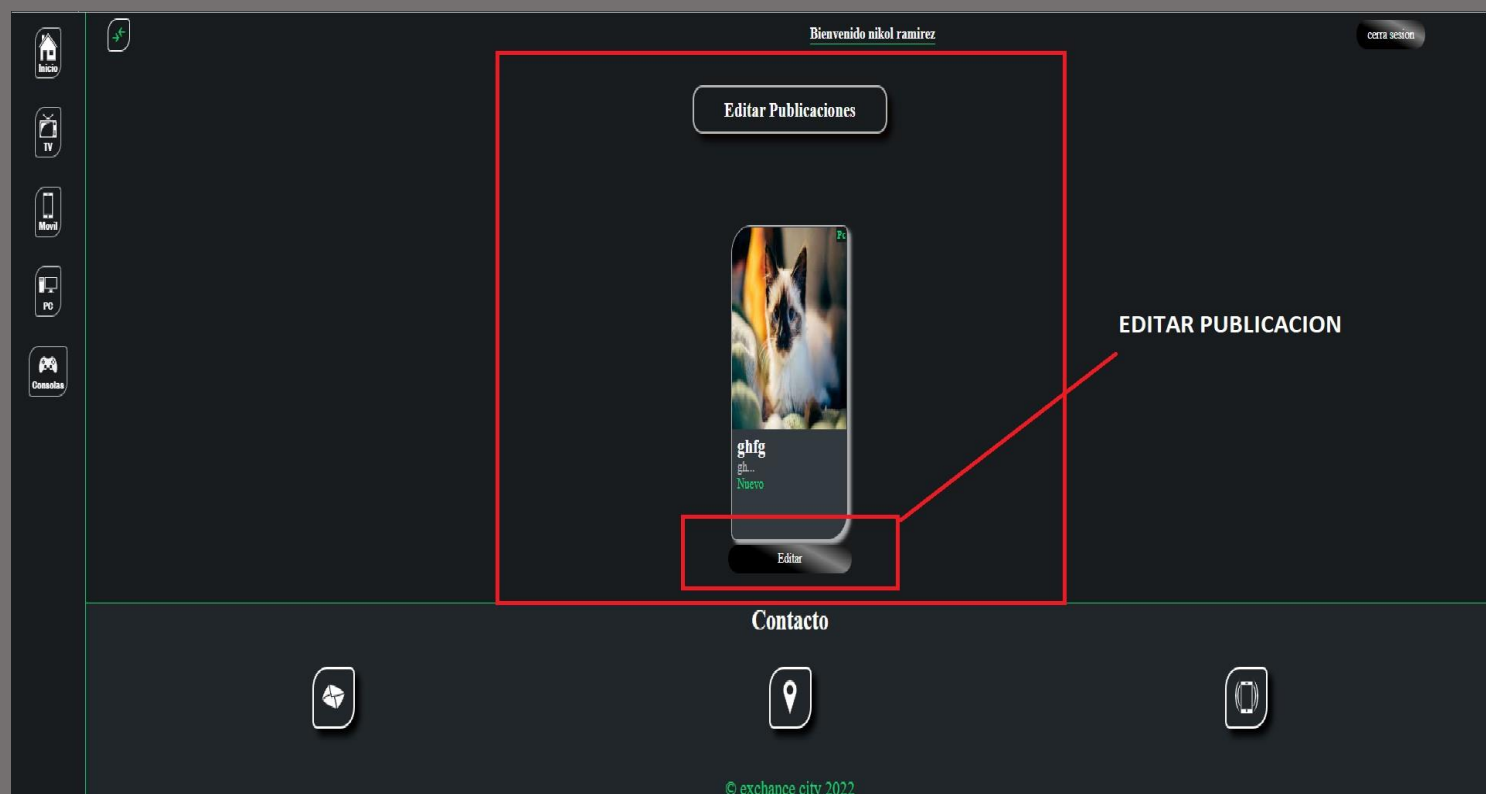 Inicio
TV
Movil
PC
Consolas
Bienvenido nikol ramirez
cerra sesion
Editar Publicaciones
Pc
ghfg
gh...
Nuevo
Editar
EDITAR PUBLICACION
Contacto
© exchance city 2022